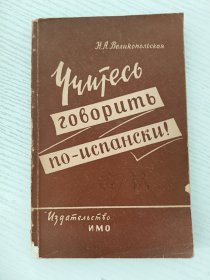 Н.А.Великопольская
Учитесь
говорить
по-испански!
Издательство
ИМО